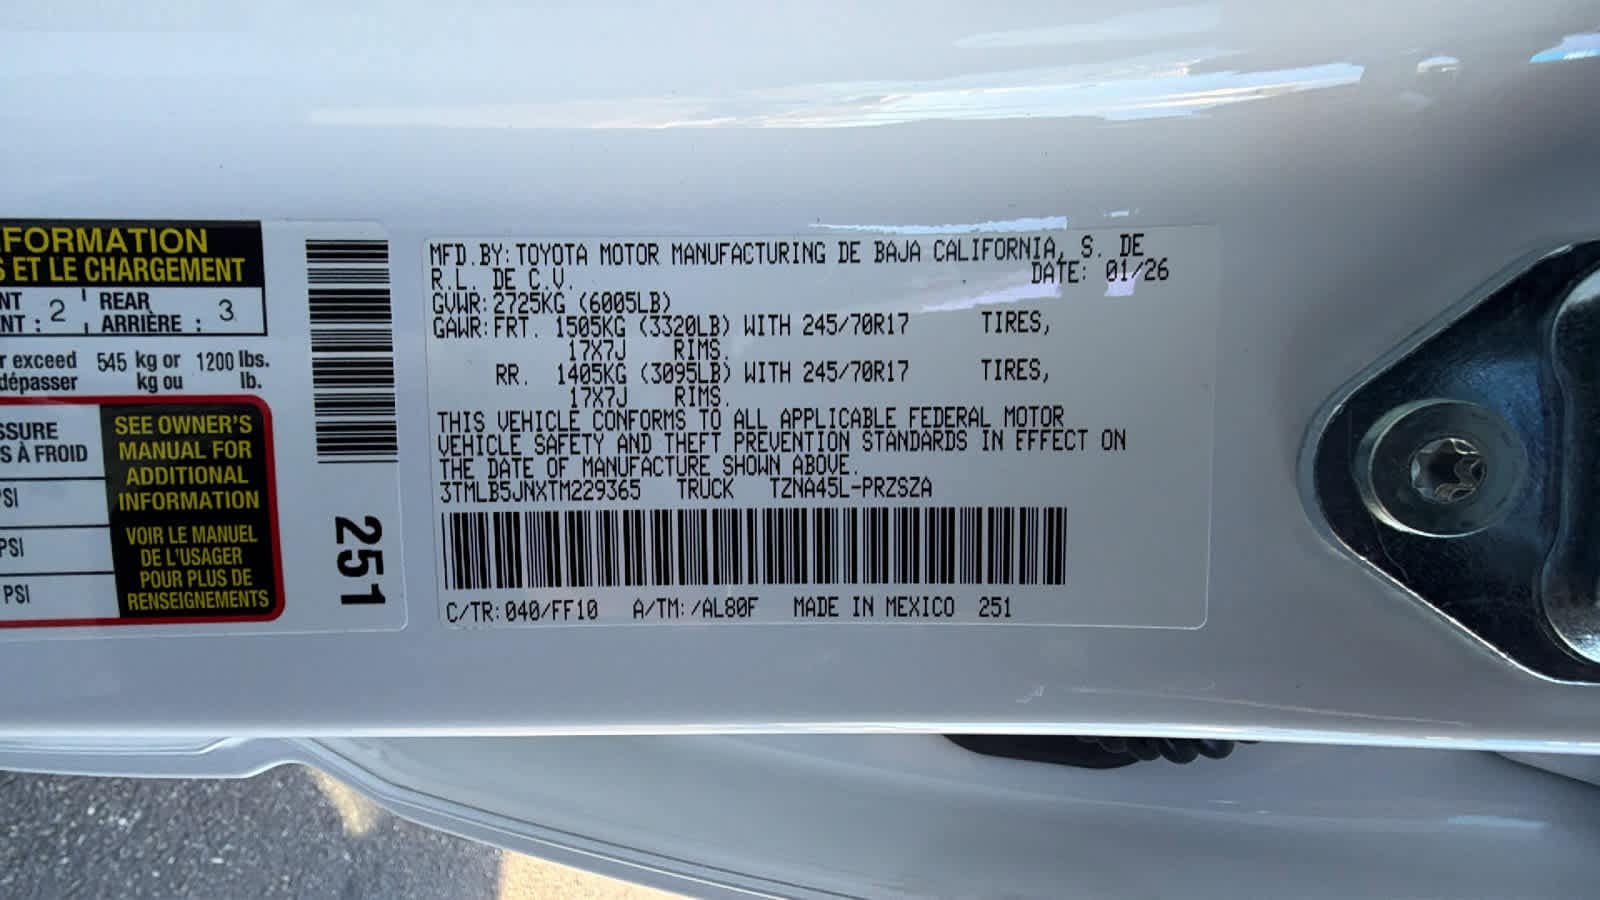 FORMATION
ET LE CHARGEMENT
NT 2 REAR 3
NT : ARRIÈRE :
r exceed 545 kg or 1200 lbs.
dépasser kg ou lb.
SSURE
S À FROID
PSI
PSI
PSI
SEE OWNER'S
MANUAL FOR
ADDITIONAL
INFORMATION
VOIR LE MANUEL
DE L'USAGER
POUR PLUS DE
RENSEIGNEMENTS
251
MFD.BY: TOYOTA MOTOR MANUFACTURING DE BAJA CALIFORNIA, S. DE
R.L. DE C.V. DATE: 01/26
GVWR: 2725KG (6005LB)
GAWR: FRT. 1505KG (3320LB) WITH 245/70R17 TIRES,
17X7J RIMS.
RR. 1405KG (3095LB) WITH 245/70R17 TIRES,
17X7J RIMS.
THIS VEHICLE CONFORMS TO ALL APPLICABLE FEDERAL MOTOR
VEHICLE SAFETY AND THEFT PREVENTION STANDARDS IN EFFECT ON
THE DATE OF MANUFACTURE SHOWN ABOVE.
3TMLB5JNXTM229365 TRUCK TZNA45L-PRZSZA
C/TR: 040/FF10 A/TM: /AL80F MADE IN MEXICO 251